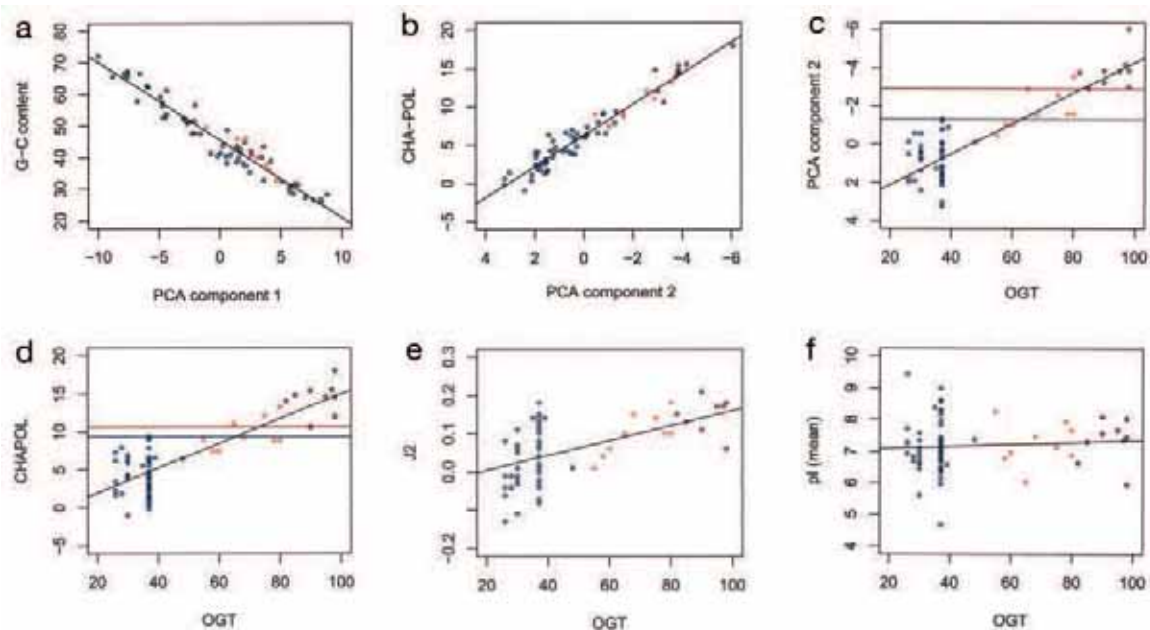 a
G-C content
80
70
60
50
40
30
20
-10 -5 0 5 10
PCA component 1
b
CHA-POL
20
15
10
5
0
-5
4 2 0 -2 -4 -6
PCA component 2
c
PCA component 2
-6
-4
-2
0
2
4
20 40 60 80 100
OGT
d
CHAPOL
20
15
10
5
0
-5
20 40 60 80 100
OGT
e
J2
0.3
0.2
0.1
0.0
-0.2
20 40 60 80 100
OGT
f
pI (mean)
10
9
8
7
6
5
4
20 40 60 80 100
OGT